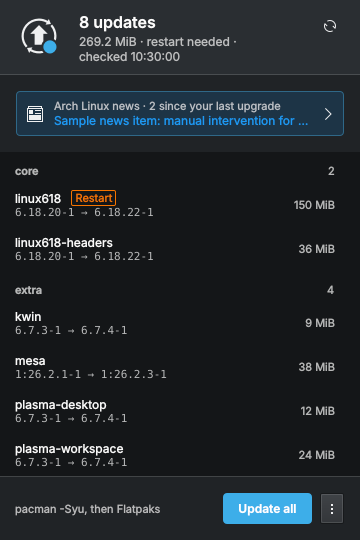 8 updates
269.2 MiB · restart needed ·
checked 10:30:00
Arch Linux news · 2 since your last upgrade
Sample news item: manual intervention for ...
core 2
linux618 Restart 150 MiB
6.18.20-1 → 6.18.22-1
linux618-headers 36 MiB
6.18.20-1 → 6.18.22-1
extra 4
kwin 9 MiB
6.7.3-1 → 6.7.4-1
mesa 38 MiB
1:26.2.1-1 → 1:26.2.3-1
plasma-desktop 12 MiB
6.7.3-1 → 6.7.4-1
plasma-workspace 24 MiB
6.7.3-1 → 6.7.4-1
pacman -Syu, then Flatpaks Update all